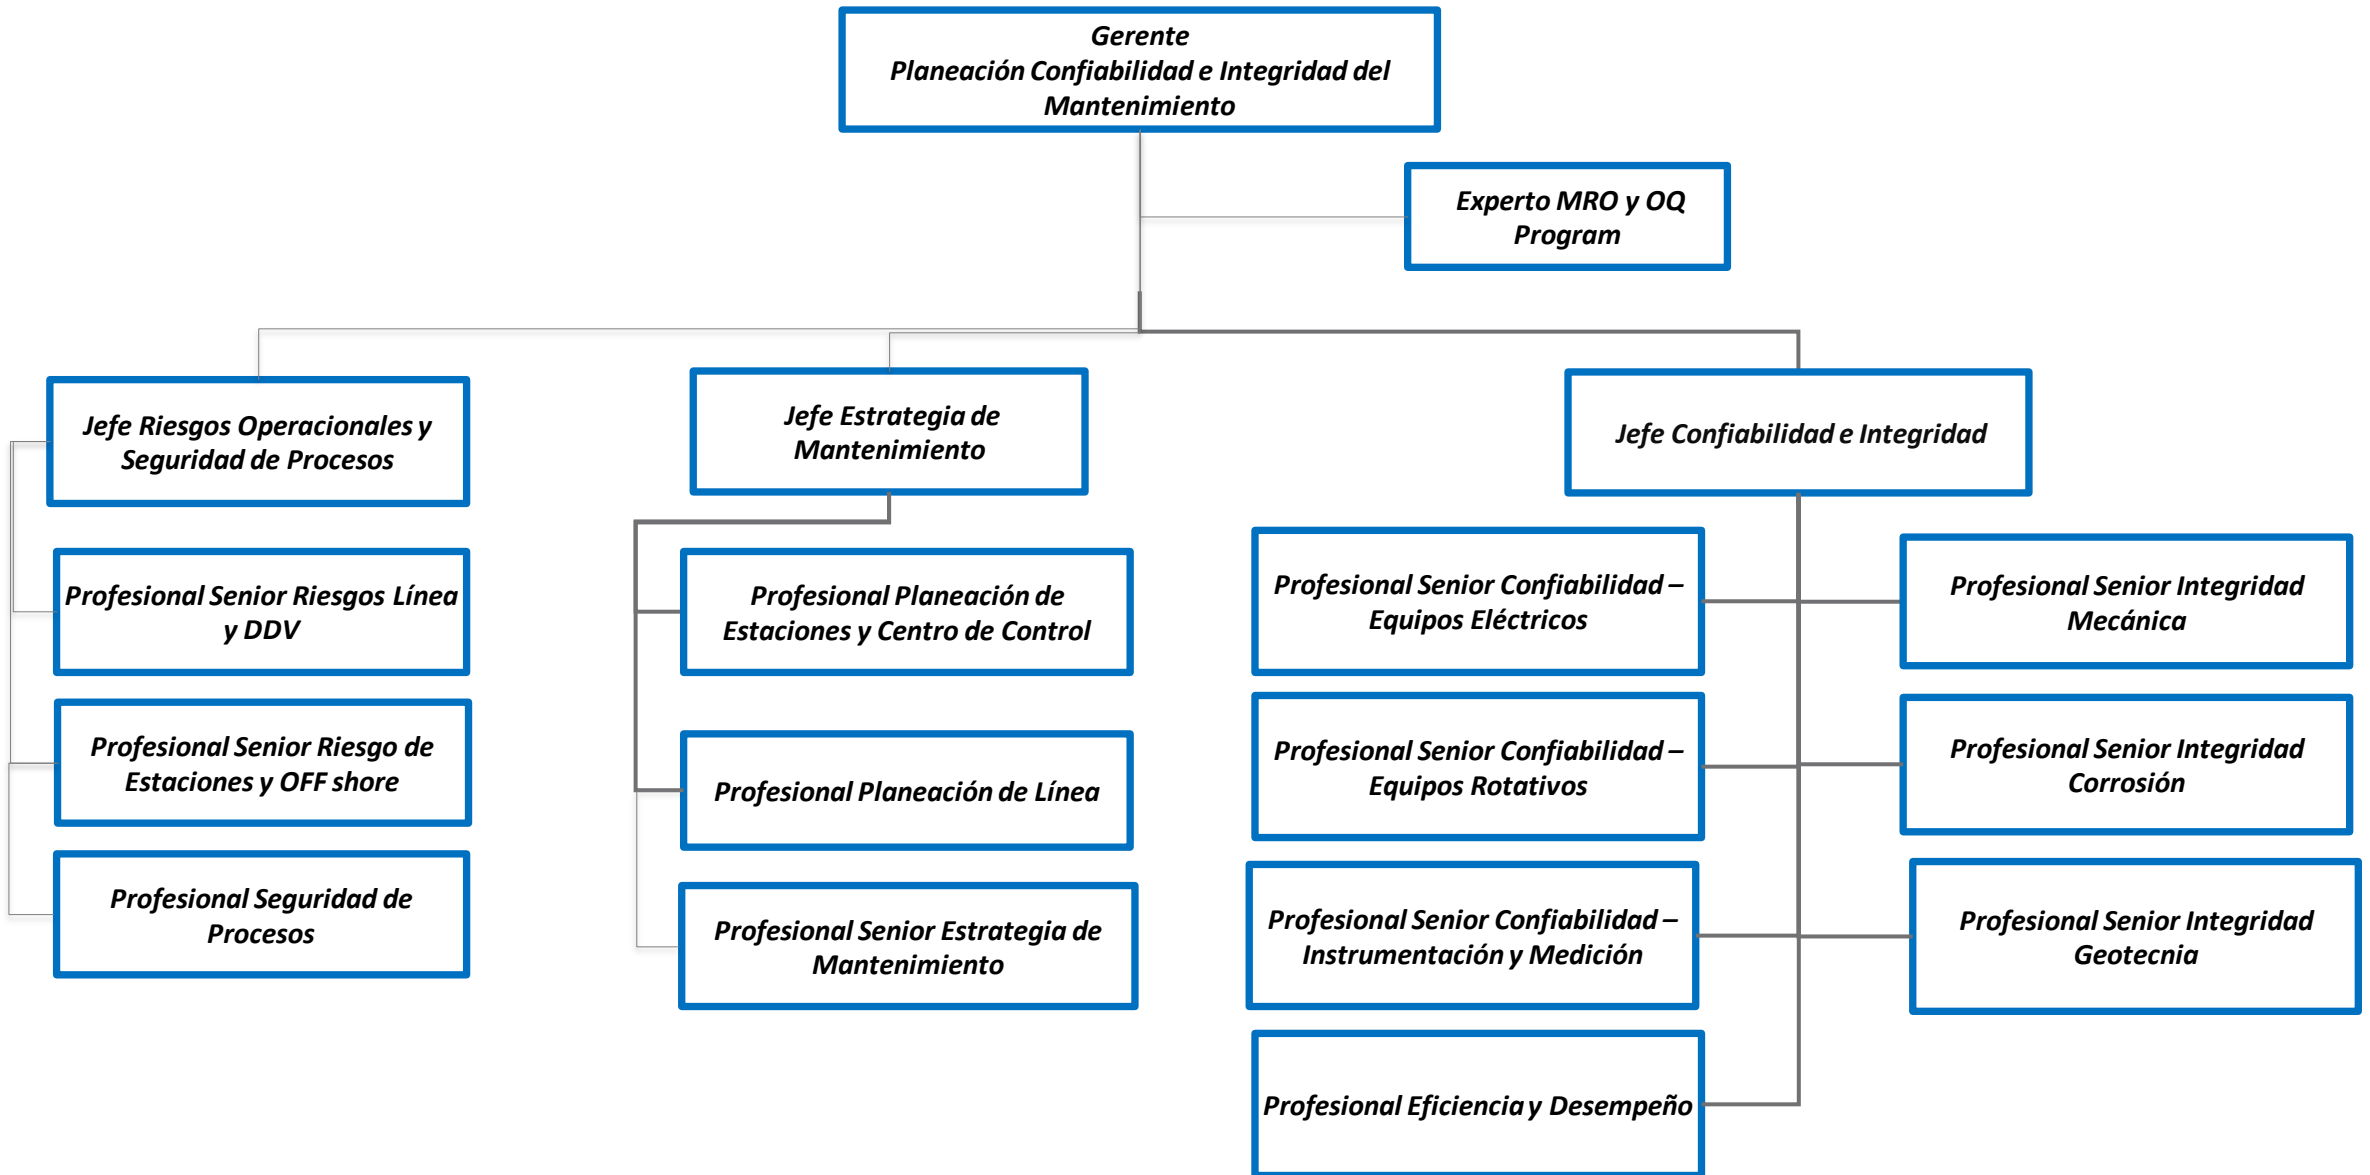 Gerente
Planeación Confiabilidad e Integridad del
Mantenimiento
Experto MRO y OQ
Program
Jefe Riesgos Operacionales y
Seguridad de Procesos
Jefe Estrategia de
Mantenimiento
Jefe Confiabilidad e Integridad
Profesional Senior Riesgos Línea
y DDV
Profesional Senior Riesgo de
Estaciones y OFF shore
Profesional Seguridad de
Procesos
Profesional Planeación de
Estaciones y Centro de Control
Profesional Planeación de Línea
Profesional Senior Estrategia de
Mantenimiento
Profesional Senior Confiabilidad –
Equipos Eléctricos
Profesional Senior Confiabilidad –
Equipos Rotativos
Profesional Senior Confiabilidad –
Instrumentación y Medición
Profesional Eficiencia y Desempeño
Profesional Senior Integridad
Mecánica
Profesional Senior Integridad
Corrosión
Profesional Senior Integridad
Geotecnia